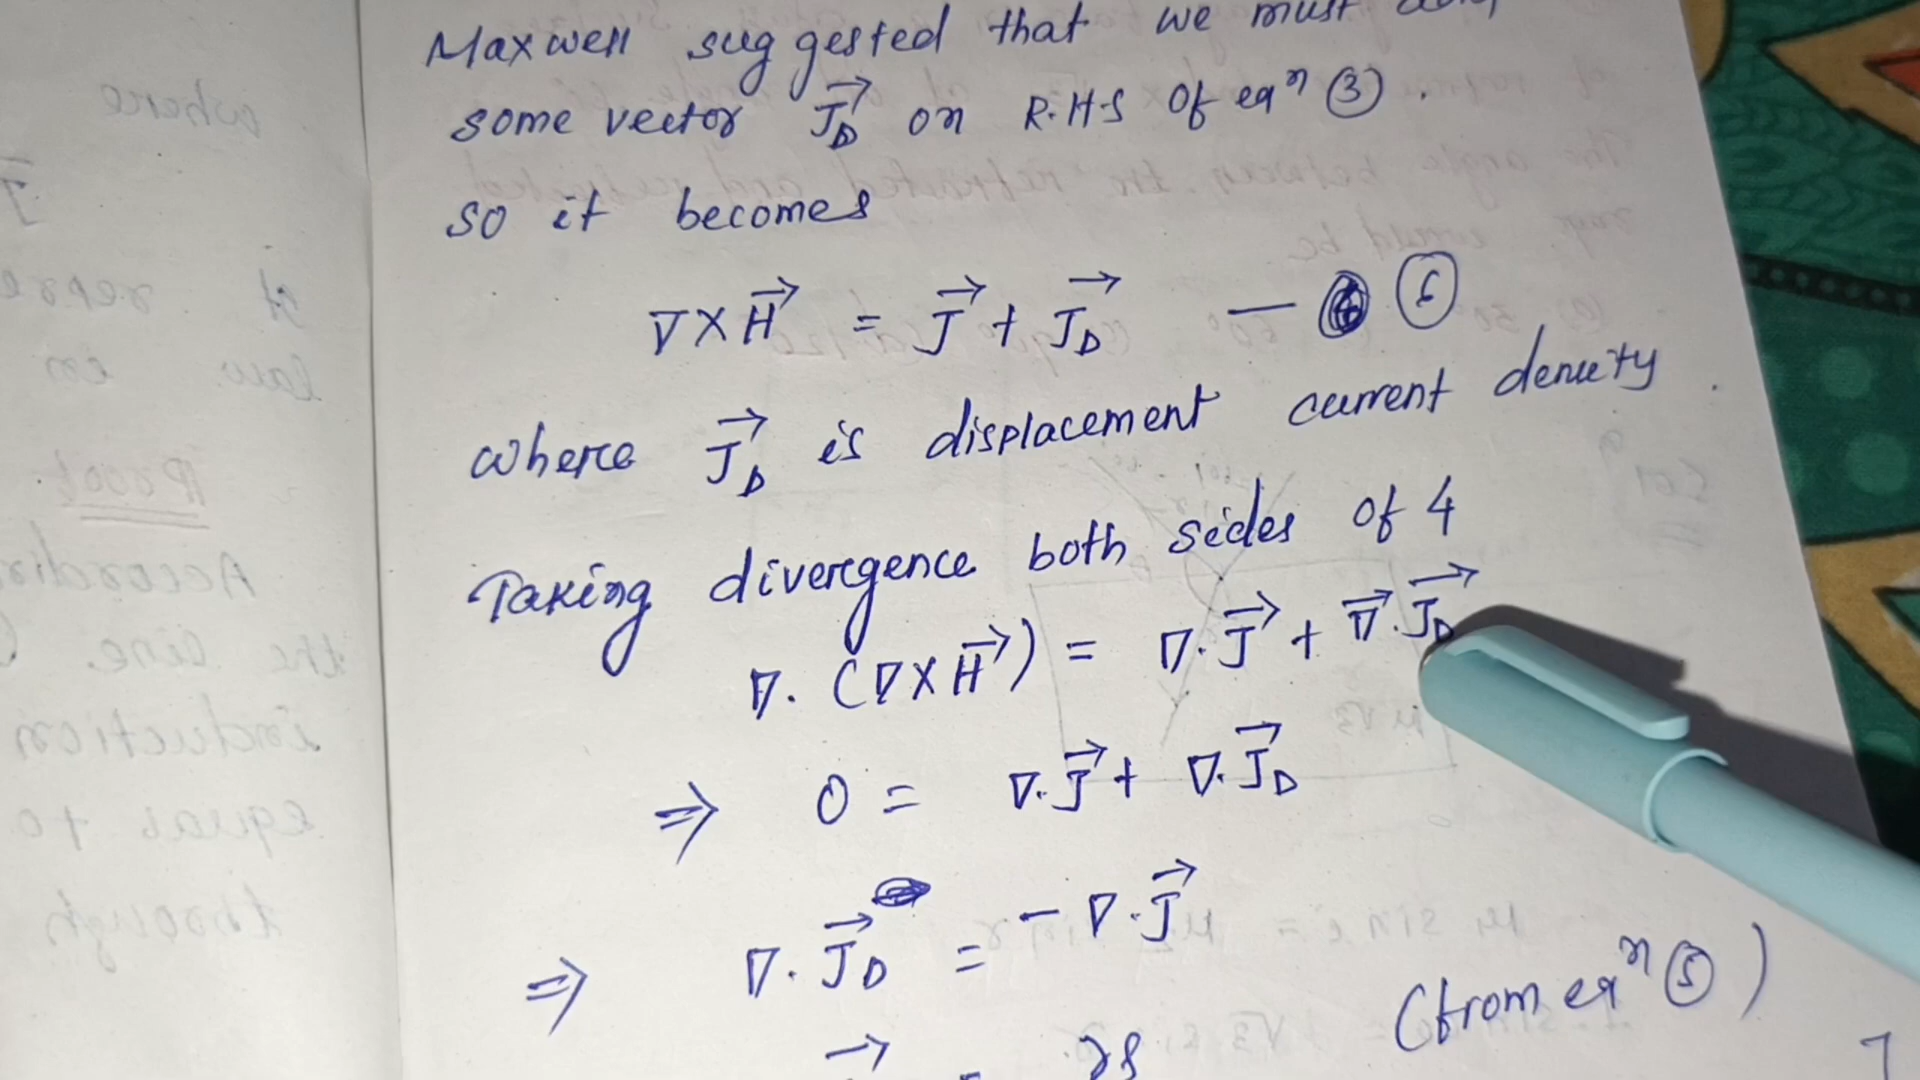 Maxwell suggested that we must
some vector J⃗_D on R.H.S of eqⁿ ③ .
so it becomes
∇×H⃗ = J⃗ + J⃗_D — ⑥
where J⃗_D is displacement current density .
Taking divergence both sides of 4
∇. (∇×H⃗) = ∇.J⃗ + ∇⃗.J⃗_D
⇒ 0 = ∇.J⃗ + ∇.J⃗_D
⇒ ∇.J⃗_D = -∇.J⃗
(from eqⁿ ⑤)